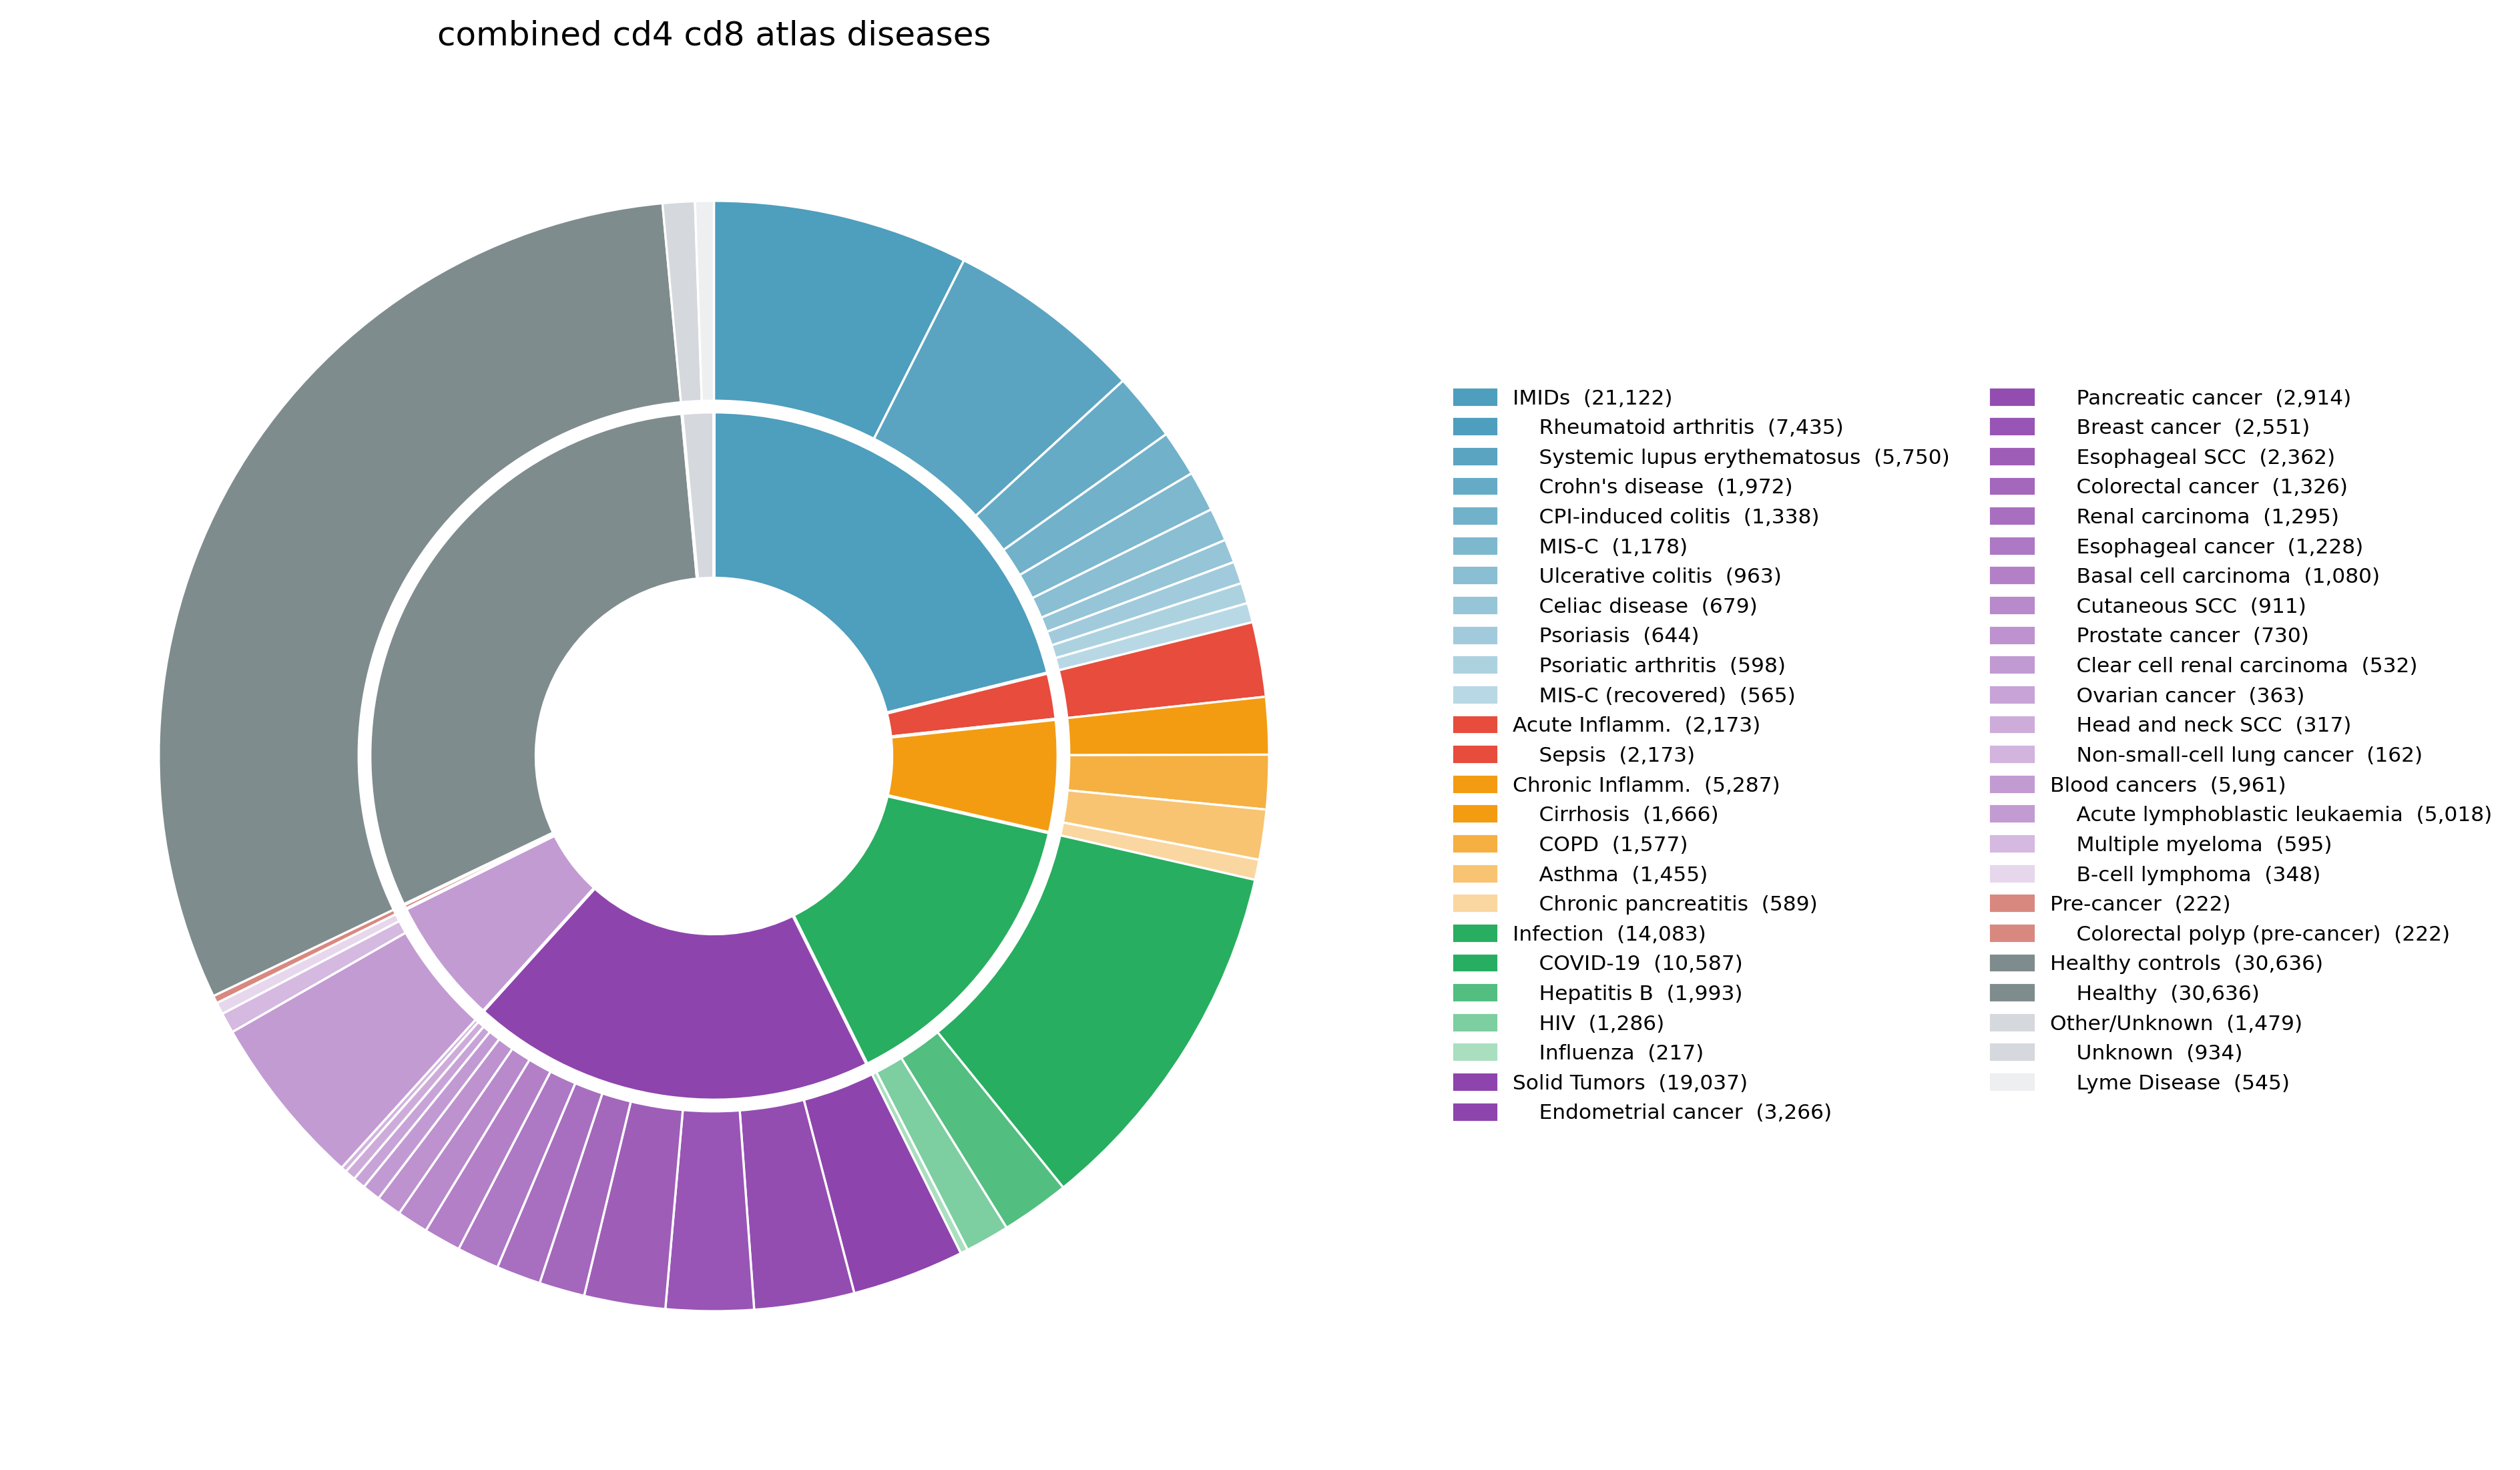 combined cd4 cd8 atlas diseases
IMIDs (21,122)
Rheumatoid arthritis (7,435)
Systemic lupus erythematosus (5,750)
Crohn's disease (1,972)
CPI-induced colitis (1,338)
MIS-C (1,178)
Ulcerative colitis (963)
Celiac disease (679)
Psoriasis (644)
Psoriatic arthritis (598)
MIS-C (recovered) (565)
Acute Inflamm. (2,173)
Sepsis (2,173)
Chronic Inflamm. (5,287)
Cirrhosis (1,666)
COPD (1,577)
Asthma (1,455)
Chronic pancreatitis (589)
Infection (14,083)
COVID-19 (10,587)
Hepatitis B (1,993)
HIV (1,286)
Influenza (217)
Solid Tumors (19,037)
Endometrial cancer (3,266)
Pancreatic cancer (2,914)
Breast cancer (2,551)
Esophageal SCC (2,362)
Colorectal cancer (1,326)
Renal carcinoma (1,295)
Esophageal cancer (1,228)
Basal cell carcinoma (1,080)
Cutaneous SCC (911)
Prostate cancer (730)
Clear cell renal carcinoma (532)
Ovarian cancer (363)
Head and neck SCC (317)
Non-small-cell lung cancer (162)
Blood cancers (5,961)
Acute lymphoblastic leukaemia (5,018)
Multiple myeloma (595)
B-cell lymphoma (348)
Pre-cancer (222)
Colorectal polyp (pre-cancer) (222)
Healthy controls (30,636)
Healthy (30,636)
Other/Unknown (1,479)
Unknown (934)
Lyme Disease (545)